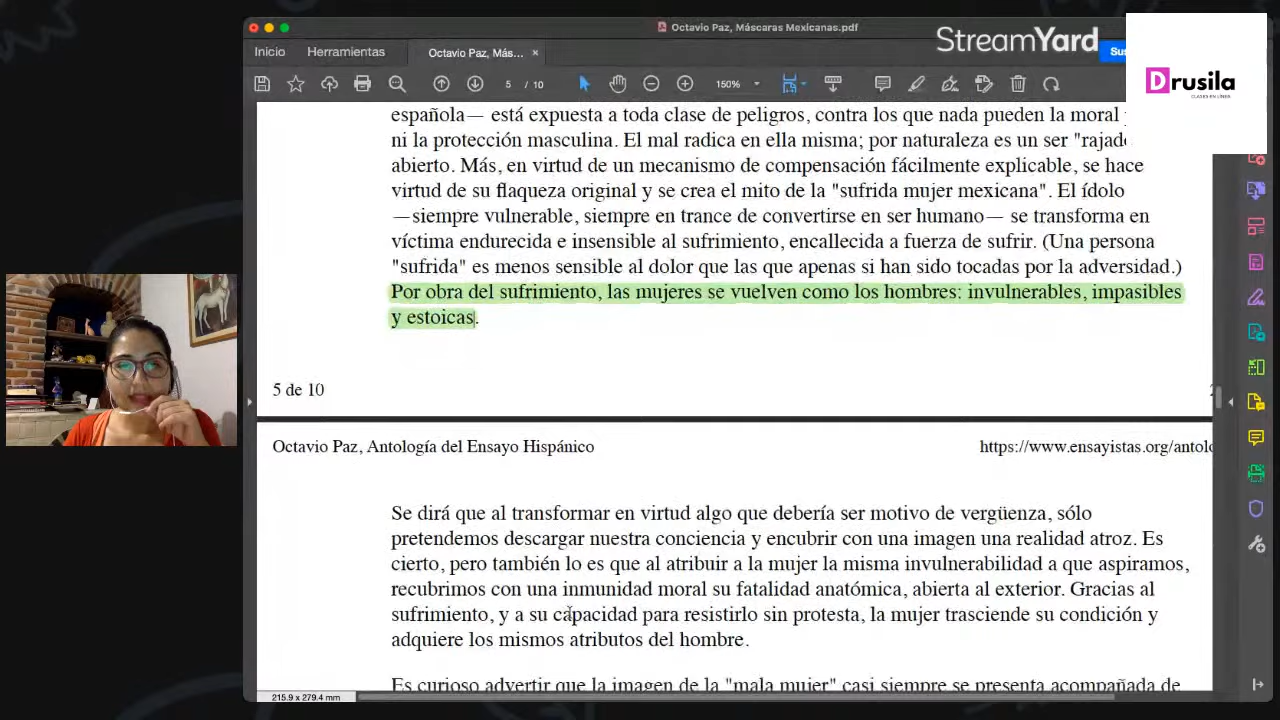 Octavio Paz, Máscaras Mexicanas.pdf
StreamYard
Sus
Drusila
CLASES EN LÍNEA
Inicio
Herramientas
Octavio Paz, Más...
5 / 10
150%
española— está expuesta a toda clase de peligros, contra los que nada pueden la moral
ni la protección masculina. El mal radica en ella misma; por naturaleza es un ser "rajad
abierto. Más, en virtud de un mecanismo de compensación fácilmente explicable, se hace
virtud de su flaqueza original y se crea el mito de la "sufrida mujer mexicana". El ídolo
—siempre vulnerable, siempre en trance de convertirse en ser humano— se transforma en
víctima endurecida e insensible al sufrimiento, encallecida a fuerza de sufrir. (Una persona
"sufrida" es menos sensible al dolor que las que apenas si han sido tocadas por la adversidad.)
Por obra del sufrimiento, las mujeres se vuelven como los hombres: invulnerables, impasibles
y estoicas.
5 de 10
Octavio Paz, Antología del Ensayo Hispánico
https://www.ensayistas.org/antolo
Se dirá que al transformar en virtud algo que debería ser motivo de vergüenza, sólo
pretendemos descargar nuestra conciencia y encubrir con una imagen una realidad atroz. Es
cierto, pero también lo es que al atribuir a la mujer la misma invulnerabilidad a que aspiramos,
recubrimos con una inmunidad moral su fatalidad anatómica, abierta al exterior. Gracias al
sufrimiento, y a su capacidad para resistirlo sin protesta, la mujer trasciende su condición y
adquiere los mismos atributos del hombre.
Es curioso advertir que la imagen de la "mala mujer" casi siempre se presenta acompañada de
215.9 x 279.4 mm